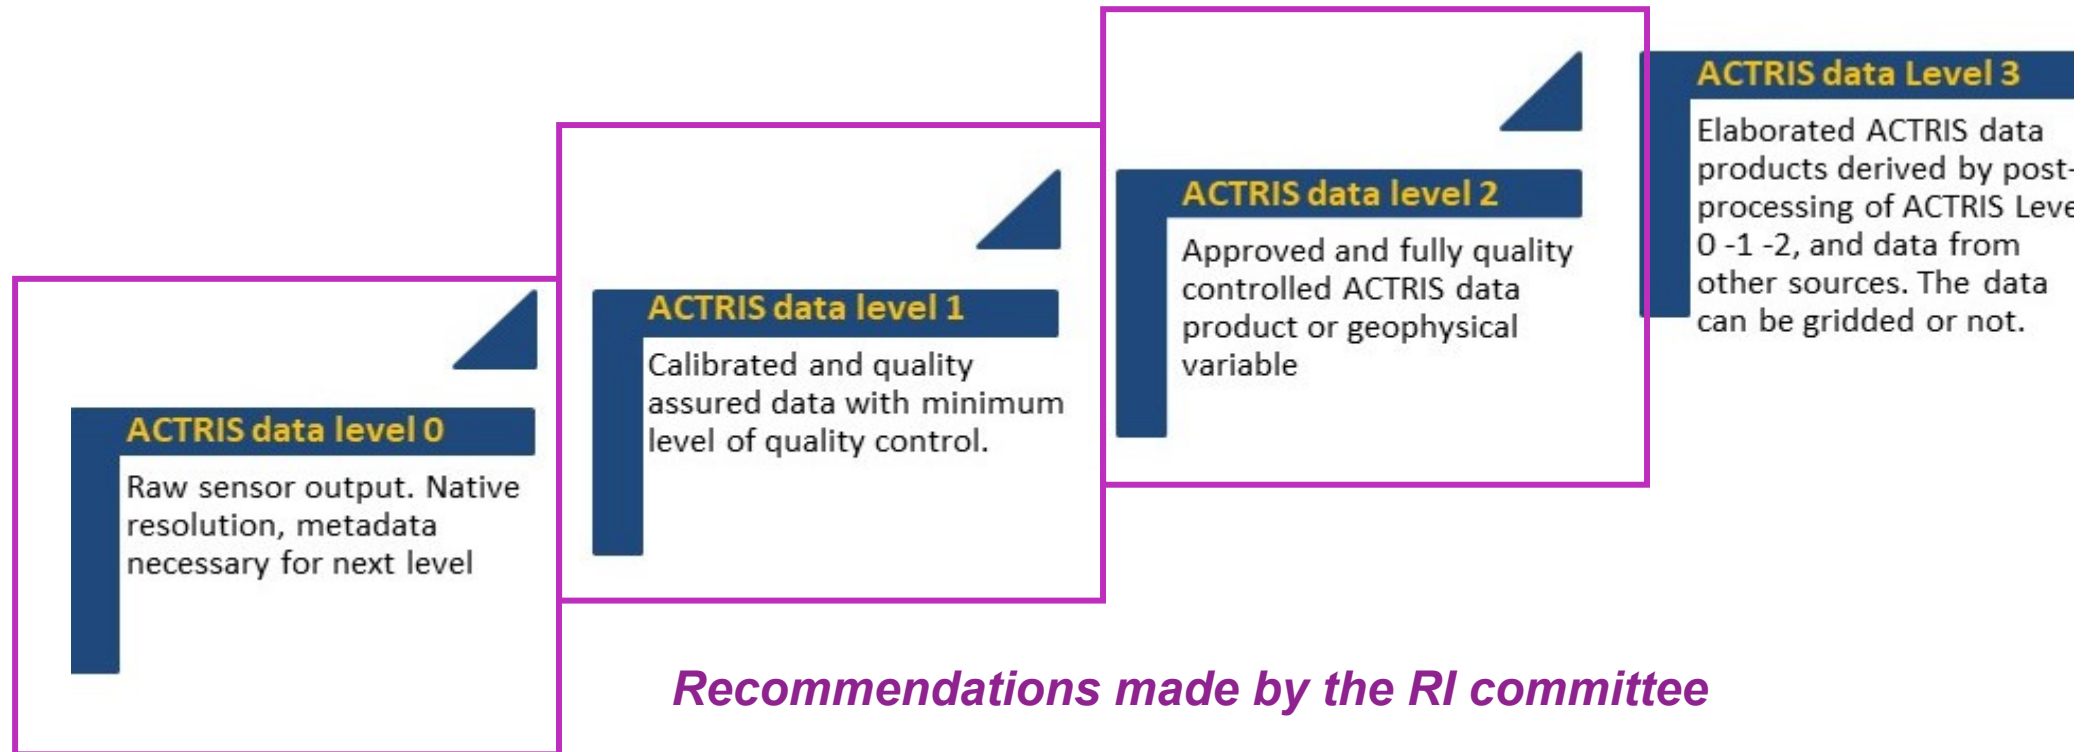 ACTRIS data level 0
Raw sensor output. Native
resolution, metadata
necessary for next level
ACTRIS data level 1
Calibrated and quality
assured data with minimum
level of quality control.
ACTRIS data level 2
Approved and fully quality
controlled ACTRIS data
product or geophysical
variable
ACTRIS data Level 3
Elaborated ACTRIS data
products derived by post-
processing of ACTRIS
0 -1 -2, and data from
other sources. The data
can be gridded or not.
Recommendations made by the RI committee